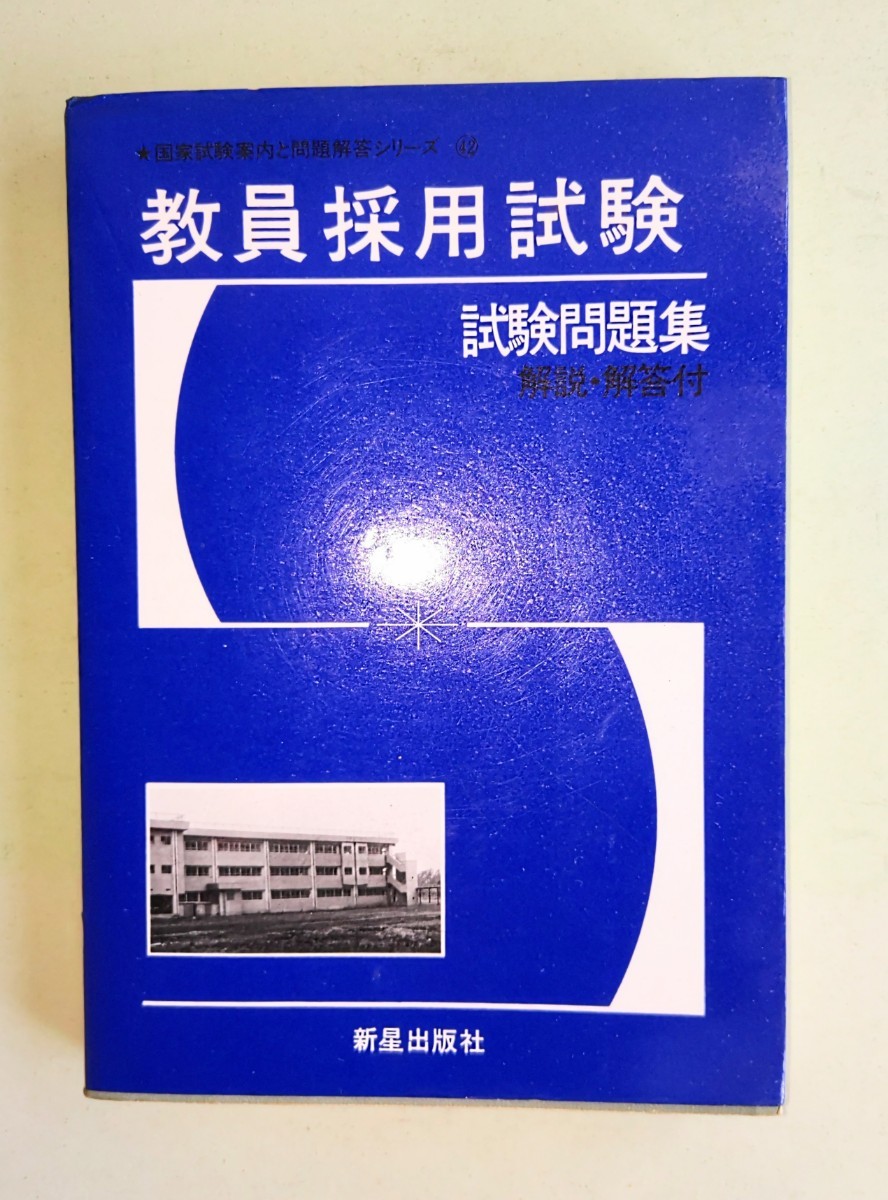 ★国家試験案内と問題解答シリーズ ㊷
教員採用試験
試験問題集
解説・解答付
新星出版社